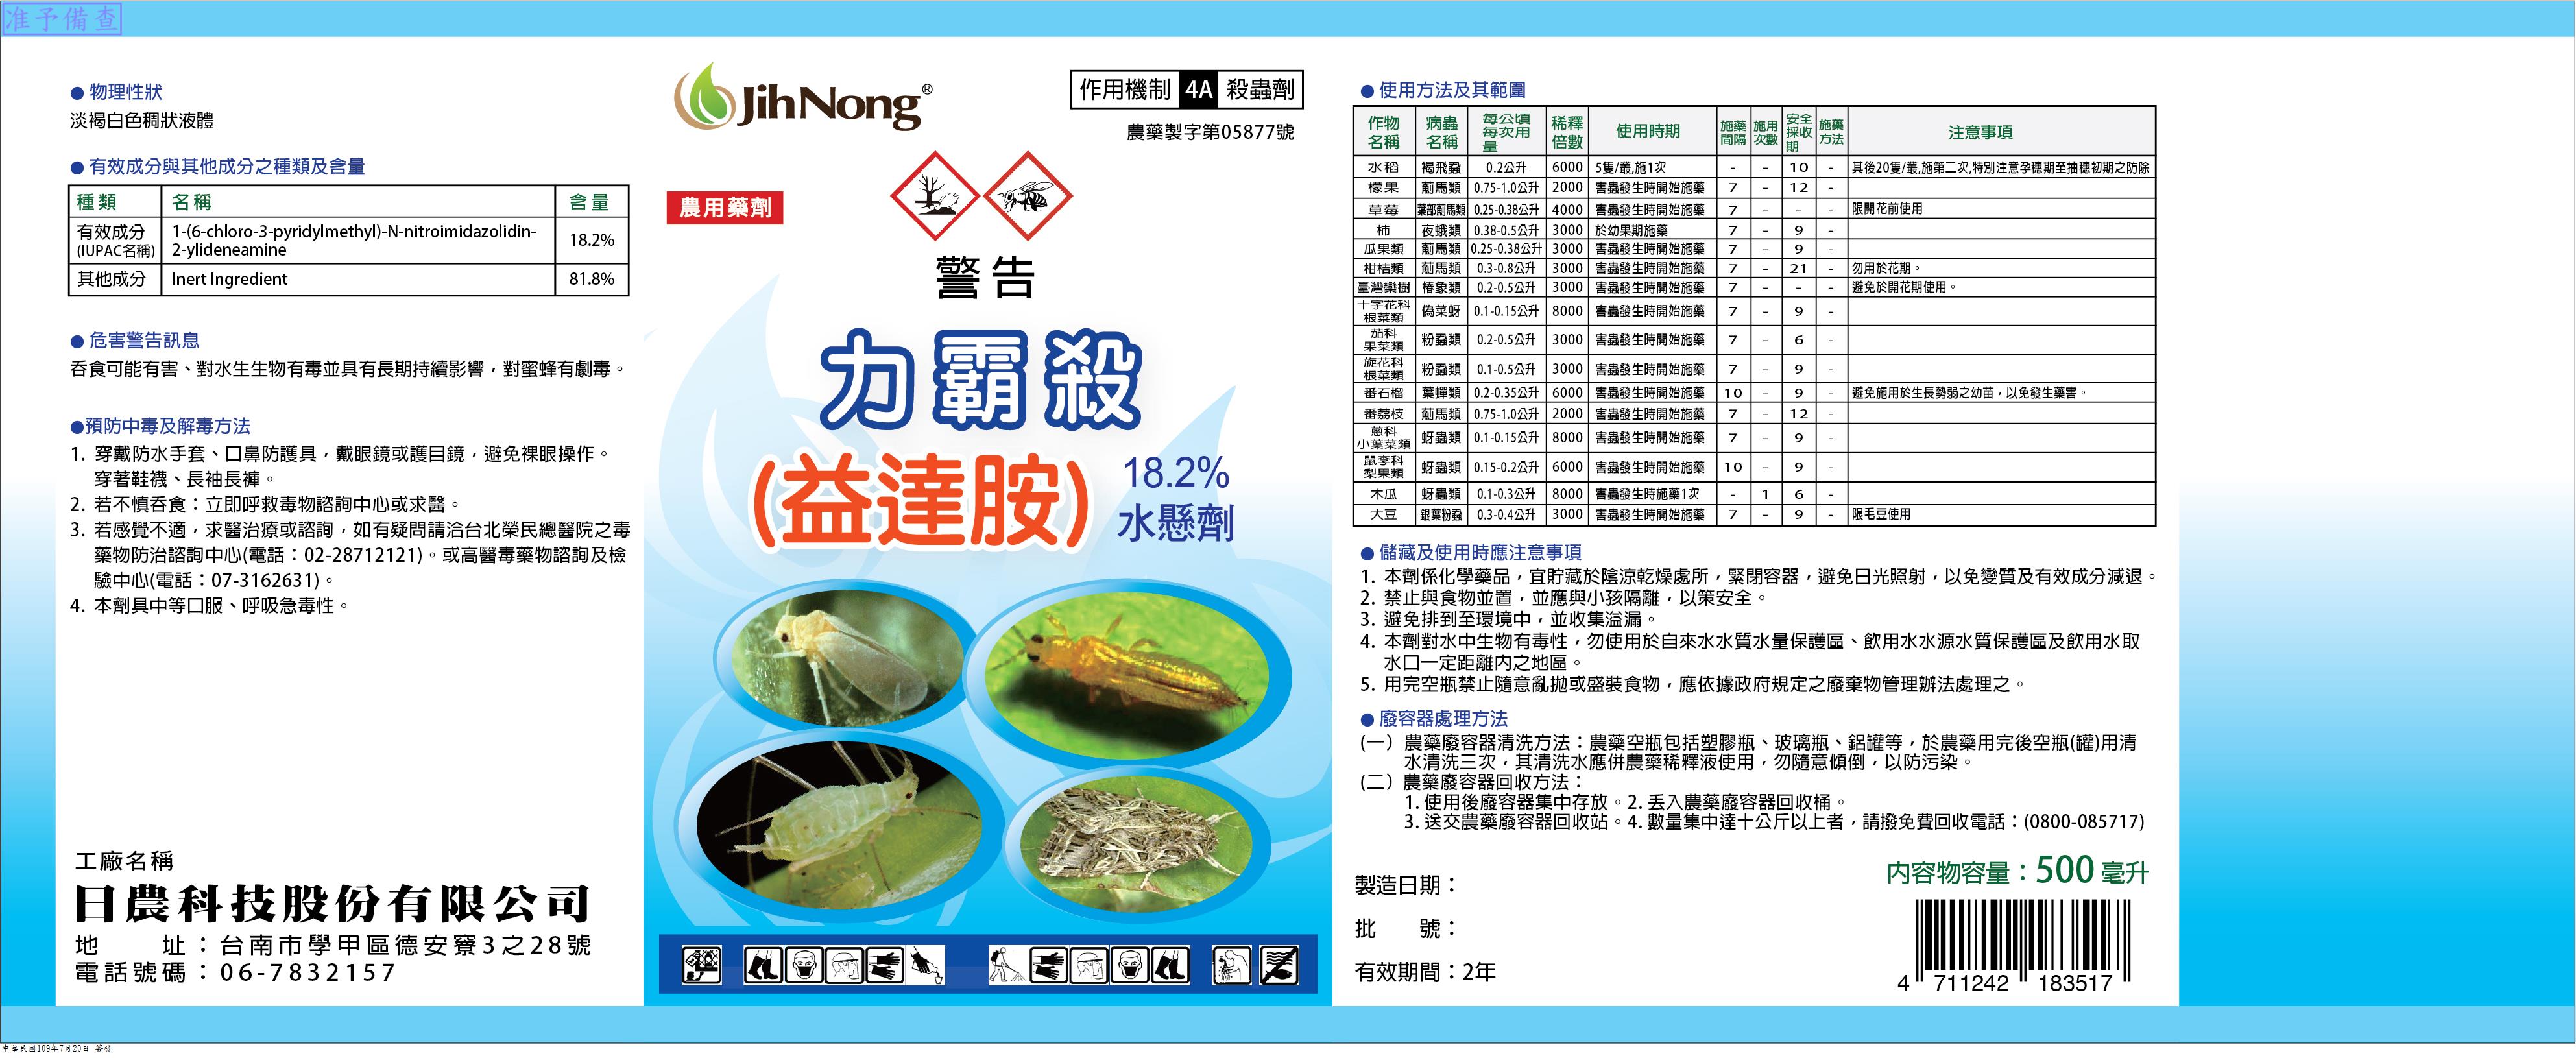 准予備查
● 物理性狀
淡褐白色稠狀液體
● 有效成分與其他成分之種類及含量
種類 名稱 含量
有效成分 (IUPAC名稱) 1-(6-chloro-3-pyridylmethyl)-N-nitroimidazolidin-2-ylideneamine 18.2%
其他成分 Inert Ingredient 81.8%
● 危害警告訊息
吞食可能有害、對水生生物有毒並具有長期持續影響，對蜜蜂有劇毒。
●預防中毒及解毒方法
1. 穿戴防水手套、口鼻防護具，戴眼鏡或護目鏡，避免裸眼操作。
穿著鞋襪、長袖長褲。
2. 若不慎吞食：立即呼救毒物諮詢中心或求醫。
3. 若感覺不適，求醫治療或諮詢，如有疑問請洽台北榮民總醫院之毒
藥物防治諮詢中心(電話：02-28712121)。或高醫毒藥物諮詢及檢
驗中心(電話：07-3162631)。
4. 本劑具中等口服、呼吸急毒性。
工廠名稱
日農科技股份有限公司
地 址：台南市學甲區德安寮3之28號
電話號碼：06-7832157
JihNong®
作用機制 4A 殺蟲劑
農藥製字第05877號
農用藥劑
警告
力霸殺
(益達胺)
18.2%
水懸劑
● 使用方法及其範圍
作物名稱 病蟲名稱 每公頃每次用量 稀釋倍數 使用時期 施藥間隔 施用次數 安全採收期 施藥方法 注意事項
水稻 褐飛蝨 0.2公升 6000 5隻/叢,施1次 - - 10 - 其後20隻/叢,施第二次,特別注意孕穗期至抽穗初期之防除
檬果 薊馬類 0.75-1.0公升 2000 害蟲發生時開始施藥 7 - 12 -
草莓 葉部薊馬類 0.25-0.38公升 4000 害蟲發生時開始施藥 7 - - - 限開花前使用
柿 夜蛾類 0.38-0.5公升 3000 於幼果期施藥 7 - 9 -
瓜果類 薊馬類 0.25-0.38公升 3000 害蟲發生時開始施藥 7 - 9 -
柑桔類 薊馬類 0.3-0.8公升 3000 害蟲發生時開始施藥 7 - 21 - 勿用於花期。
臺灣欒樹 椿象類 0.2-0.5公升 3000 害蟲發生時開始施藥 7 - - - 避免於開花期使用。
十字花科根菜類 偽菜蚜 0.1-0.15公升 8000 害蟲發生時開始施藥 7 - 9 -
茄科果菜類 粉蝨類 0.2-0.5公升 3000 害蟲發生時開始施藥 7 - 6 -
旋花科根菜類 粉蝨類 0.1-0.5公升 3000 害蟲發生時開始施藥 7 - 9 -
番石榴 葉蟬類 0.2-0.35公升 6000 害蟲發生時開始施藥 10 - 9 - 避免施用於生長勢弱之幼苗，以免發生藥害。
番荔枝 薊馬類 0.75-1.0公升 2000 害蟲發生時開始施藥 7 - 12 -
蔥科小葉菜類 蚜蟲類 0.1-0.15公升 8000 害蟲發生時開始施藥 7 - 9 -
鼠李科梨果類 蚜蟲類 0.15-0.2公升 6000 害蟲發生時開始施藥 10 - 9 -
木瓜 蚜蟲類 0.1-0.3公升 8000 害蟲發生時施藥1次 - 1 6 -
大豆 銀葉粉蝨 0.3-0.4公升 3000 害蟲發生時開始施藥 7 - 9 - 限毛豆使用
● 儲藏及使用時應注意事項
1. 本劑係化學藥品，宜貯藏於陰涼乾燥處所，緊閉容器，避免日光照射，以免變質及有效成分減退。
2. 禁止與食物並置，並應與小孩隔離，以策安全。
3. 避免排到至環境中，並收集溢漏。
4. 本劑對水中生物有毒性，勿使用於自來水水質水量保護區、飲用水水源水質保護區及飲用水取
水口一定距離內之地區。
5. 用完空瓶禁止隨意亂拋或盛裝食物，應依據政府規定之廢棄物管理辦法處理之。
● 廢容器處理方法
(一）農藥廢容器清洗方法：農藥空瓶包括塑膠瓶、玻璃瓶、鋁罐等，於農藥用完後空瓶(罐)用清
水清洗三次，其清洗水應併農藥稀釋液使用，勿隨意傾倒，以防污染。
(二）農藥廢容器回收方法：
1. 使用後廢容器集中存放。2. 丟入農藥廢容器回收桶。
3. 送交農藥廢容器回收站。4. 數量集中達十公斤以上者，請撥免費回收電話：(0800-085717)
製造日期：
批 號：
有效期間：2年
內容物容量：500 毫升
4 711242 183517
中華民國109年7月20日 簽發